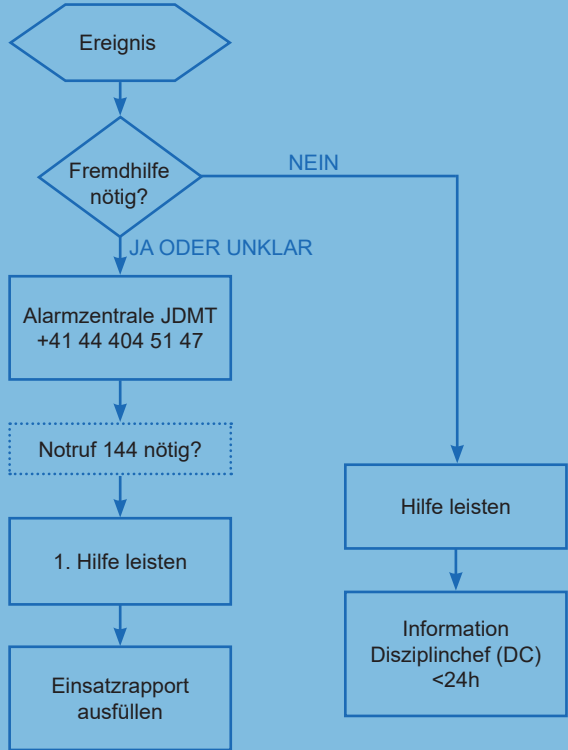 Ereignis
Fremdhilfe
nötig?
NEIN
JA ODER UNKLAR
Alarmzentrale JDMT
+41 44 404 51 47
Notruf 144 nötig?
1. Hilfe leisten
Einsatzrapport
ausfüllen
Hilfe leisten
Information
Disziplinchef (DC)
<24h